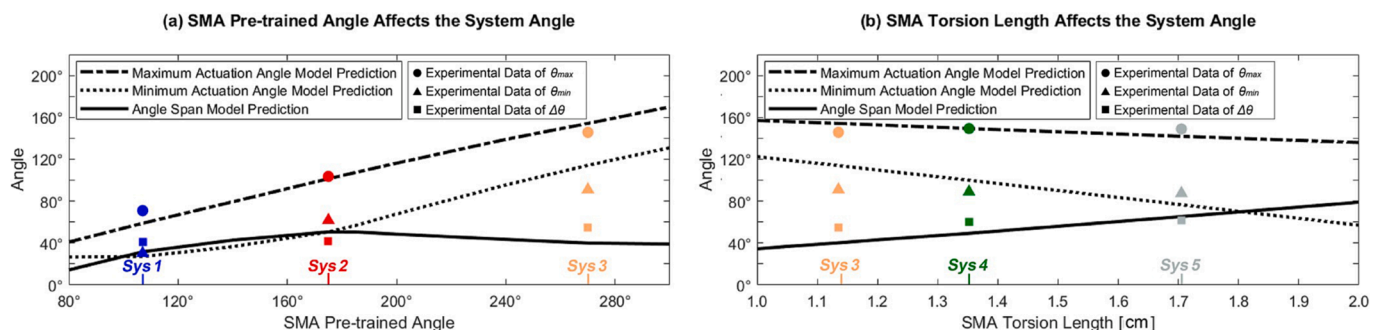 (a) SMA Pre-trained Angle Affects the System Angle
200°
160°
120°
80°
40°
0°
Angle
Maximum Actuation Angle Model Prediction
Minimum Actuation Angle Model Prediction
Angle Span Model Prediction
Experimental Data of θmax
Experimental Data of θmin
Experimental Data of Δθ
Sys 1
Sys 2
Sys 3
80° 120° 160° 200° 240° 280°
SMA Pre-trained Angle
(b) SMA Torsion Length Affects the System Angle
200°
160°
120°
80°
40°
0°
Angle
Maximum Actuation Angle Model Prediction
Minimum Actuation Angle Model Prediction
Angle Span Model Prediction
Experimental Data of θmax
Experimental Data of θmin
Experimental Data of Δθ
Sys 3
Sys 4
Sys 5
1.0 1.1 1.2 1.3 1.4 1.5 1.6 1.7 1.8 1.9 2.0
SMA Torsion Length [cm]